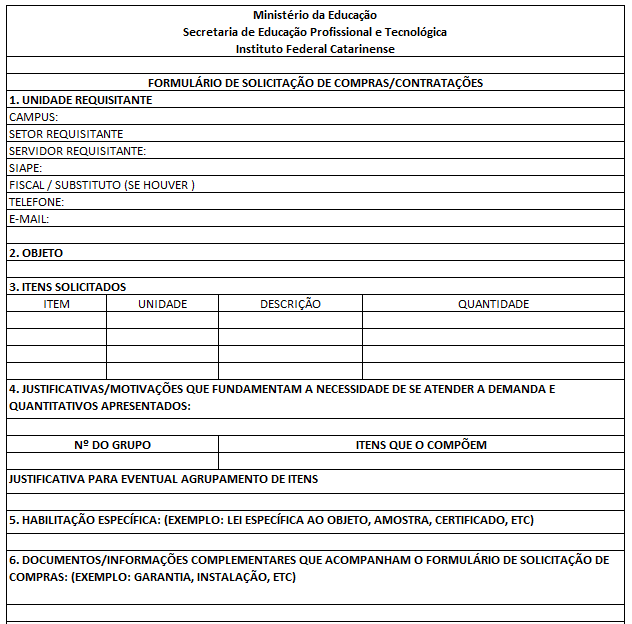 Ministério da Educação
Secretaria de Educação Profissional e Tecnológica
Instituto Federal Catarinense
FORMULÁRIO DE SOLICITAÇÃO DE COMPRAS/CONTRATAÇÕES
1. UNIDADE REQUISITANTE
CAMPUS:
SETOR REQUISITANTE
SERVIDOR REQUISITANTE:
SIAPE:
FISCAL / SUBSTITUTO (SE HOUVER )
TELEFONE:
E-MAIL:
2. OBJETO
3. ITENS SOLICITADOS
ITEM UNIDADE DESCRIÇÃO QUANTIDADE
4. JUSTIFICATIVAS/MOTIVAÇÕES QUE FUNDAMENTAM A NECESSIDADE DE SE ATENDER A DEMANDA E
QUANTITATIVOS APRESENTADOS:
Nº DO GRUPO ITENS QUE O COMPÕEM
JUSTIFICATIVA PARA EVENTUAL AGRUPAMENTO DE ITENS
5. HABILITAÇÃO ESPECÍFICA: (EXEMPLO: LEI ESPECÍFICA AO OBJETO, AMOSTRA, CERTIFICADO, ETC)
6. DOCUMENTOS/INFORMAÇÕES COMPLEMENTARES QUE ACOMPANHAM O FORMULÁRIO DE SOLICITAÇÃO DE
COMPRAS: (EXEMPLO: GARANTIA, INSTALAÇÃO, ETC)